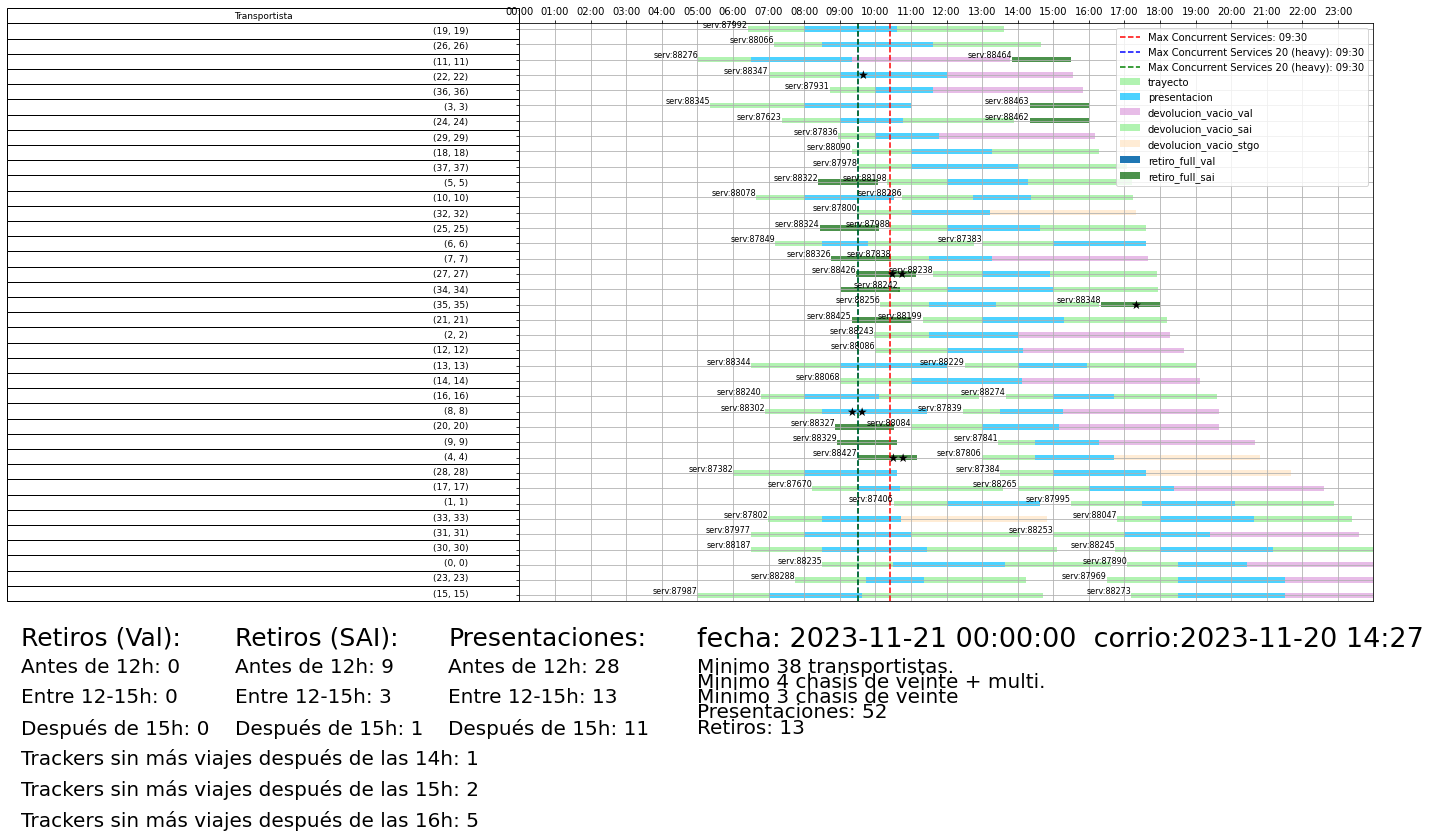 Transportista
00:00 01:00 02:00 03:00 04:00 05:00 06:00 07:00 08:00 09:00 10:00 11:00 12:00 13:00 14:00 15:00 16:00 17:00 18:00 19:00 20:00 21:00 22:00 23:00
(19, 19) serv:87992
(26, 26) serv:88066
(11, 11) serv:88276 serv:88464
(22, 22) serv:88347
(36, 36) serv:87931
(3, 3) serv:88345 serv:88463
(24, 24) serv:87623 serv:88462
(29, 29) serv:87836
(18, 18) serv:88090
(37, 37) serv:87978
(5, 5) serv:88322 serv:88198
(10, 10) serv:88078 serv:88286
(32, 32) serv:87800
(25, 25) serv:88324 serv:87988
(6, 6) serv:87849 serv:87383
(7, 7) serv:88326 serv:87838
(27, 27) serv:88426 serv:88238
(34, 34) serv:88242
(35, 35) serv:88256 serv:88348
(21, 21) serv:88425 serv:88199
(2, 2) serv:88243
(12, 12) serv:88086
(13, 13) serv:88344 serv:88229
(14, 14) serv:88068
(16, 16) serv:88240 serv:88274
(8, 8) serv:88302 serv:87839
(20, 20) serv:88327 serv:88084
(9, 9) serv:88329 serv:87841
(4, 4) serv:88427 serv:87806
(28, 28) serv:87382 serv:87384
(17, 17) serv:87670 serv:88265
(1, 1) serv:87406 serv:87995
(33, 33) serv:87802 serv:88047
(31, 31) serv:87977 serv:88253
(30, 30) serv:88187 serv:88245
(0, 0) serv:88235 serv:87890
(23, 23) serv:88288 serv:87969
(15, 15) serv:87987 serv:88273
Max Concurrent Services: 09:30
Max Concurrent Services 20 (heavy): 09:30
Max Concurrent Services 20 (heavy): 09:30
trayecto
presentacion
devolucion_vacio_val
devolucion_vacio_sai
devolucion_vacio_stgo
retiro_full_val
retiro_full_sai
Retiros (Val):
Antes de 12h: 0
Entre 12-15h: 0
Después de 15h: 0
Retiros (SAI):
Antes de 12h: 9
Entre 12-15h: 3
Después de 15h: 1
Presentaciones:
Antes de 12h: 28
Entre 12-15h: 13
Después de 15h: 11
Trackers sin más viajes después de las 14h: 1
Trackers sin más viajes después de las 15h: 2
Trackers sin más viajes después de las 16h: 5
fecha: 2023-11-21 00:00:00 corrio:2023-11-20 14:27
Minimo 38 transportistas.
Minimo 4 chasis de veinte + multi.
Minimo 3 chasis de veinte
Presentaciones: 52
Retiros: 13